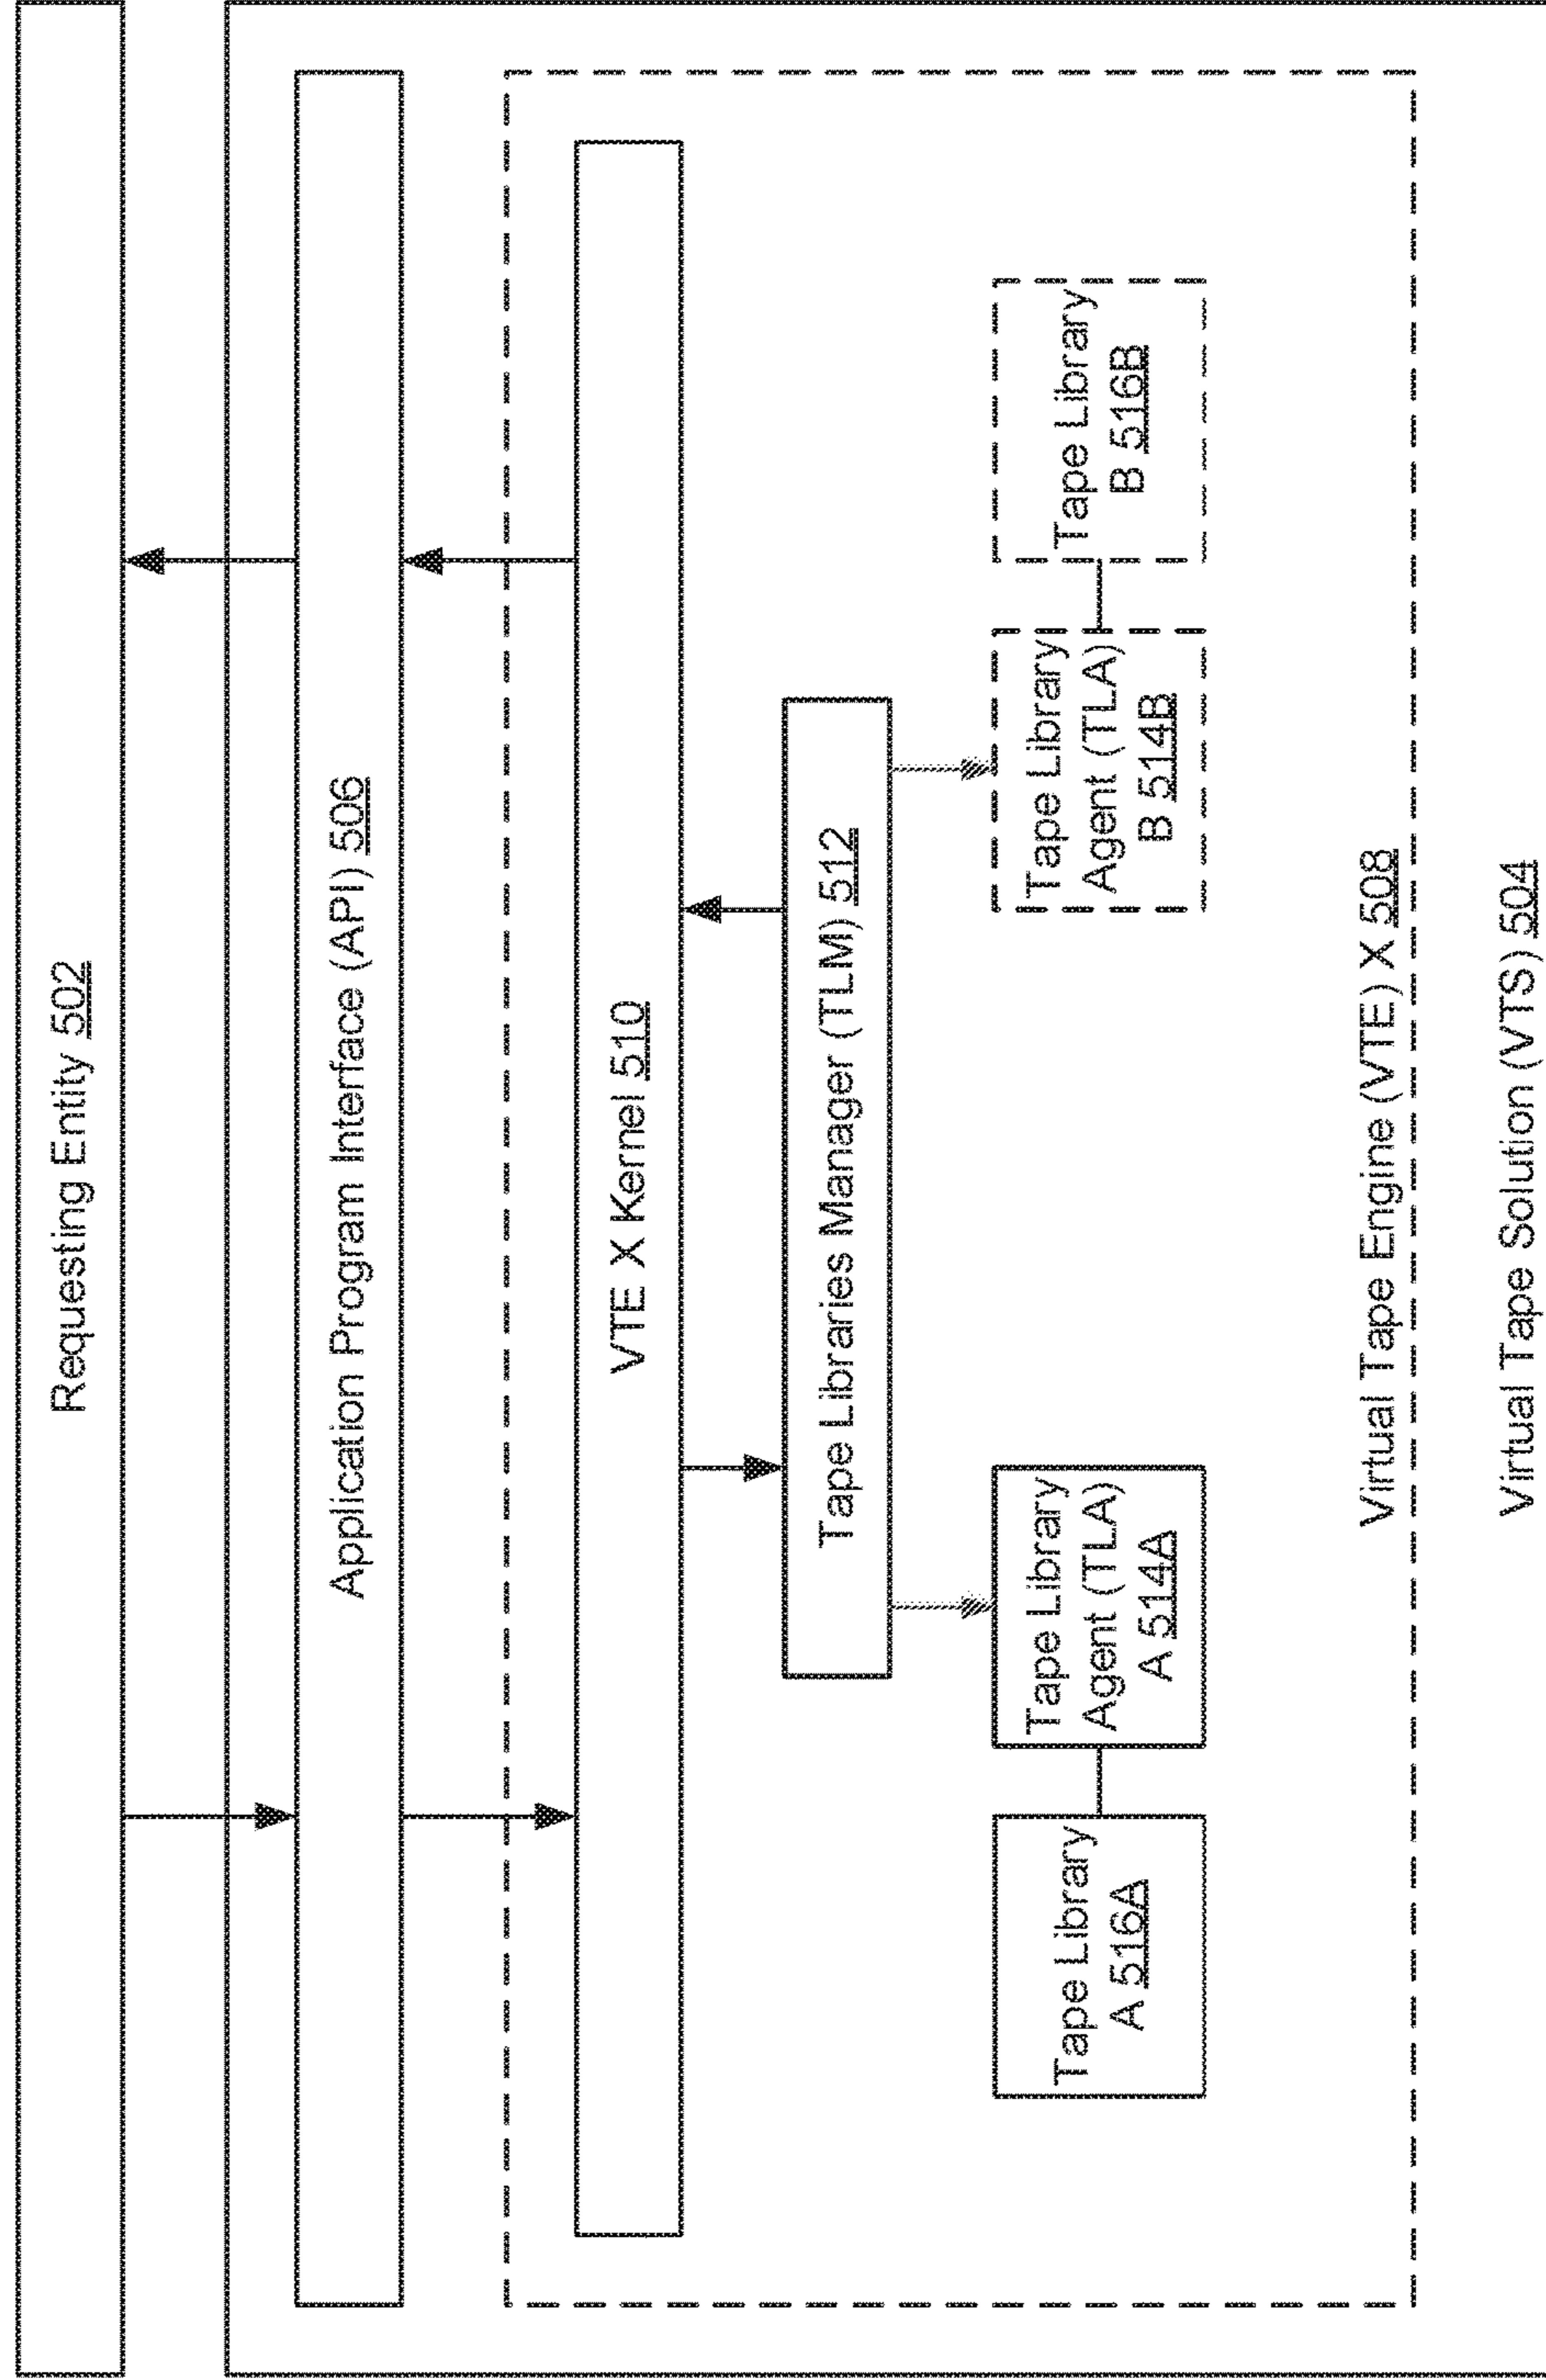 Requesting Entity 502
Application Program Interface (API) 506
VTE X Kernel 510
Tape Libraries Manager (TLM) 512
Tape Library
A 516A
Tape Library
Agent (TLA)
A 514A
Tape Library
Agent (TLA)
B 514B
Tape Library
B 516B
Virtual Tape Engine (VTE) X 508
Virtual Tape Solution (VTS) 504